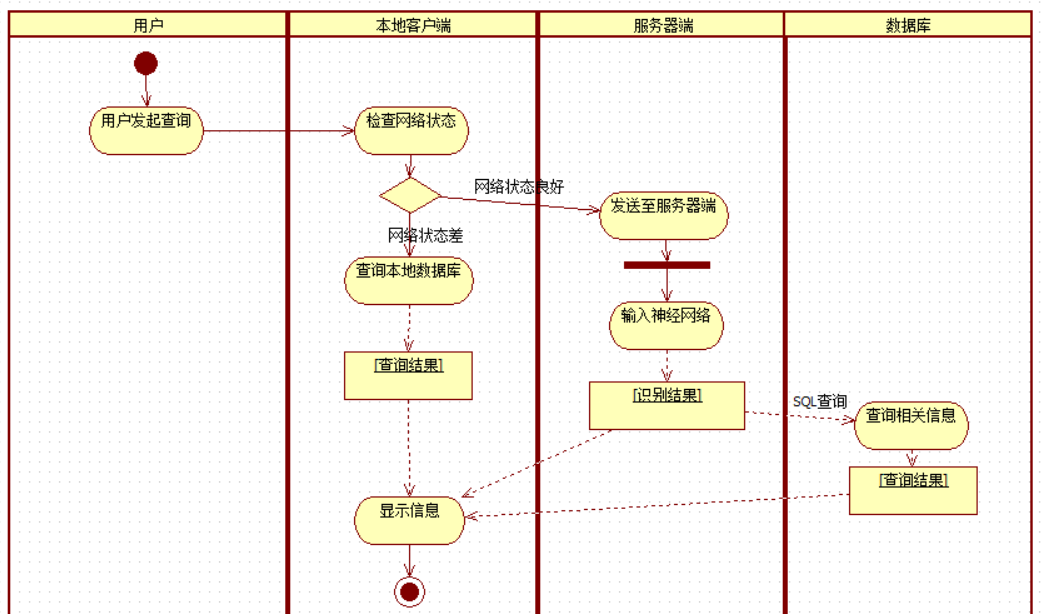 用户
本地客户端
服务器端
数据库
用户发起查询
检查网络状态
网络状态良好
发送至服务器端
网络状态差
查询本地数据库
输入神经网络
[查询结果]
[识别结果]
SQL查询
查询相关信息
[查询结果]
显示信息